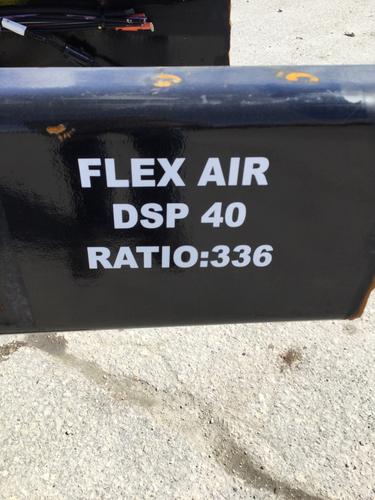 FLEX AIR
DSP 40
RATIO:336